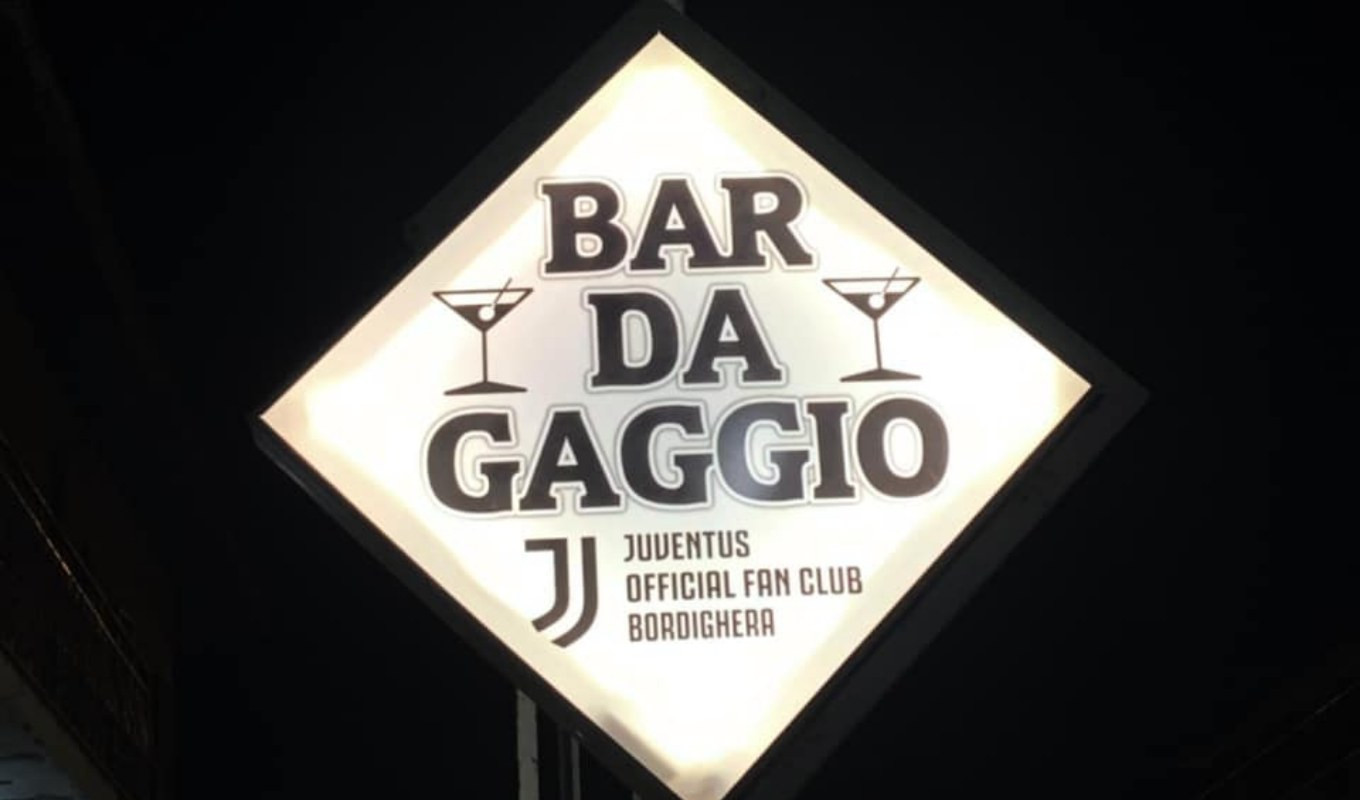 BAR
DA
GAGGIO
JUVENTUS
OFFICIAL FAN CLUB
BORDIGHERA